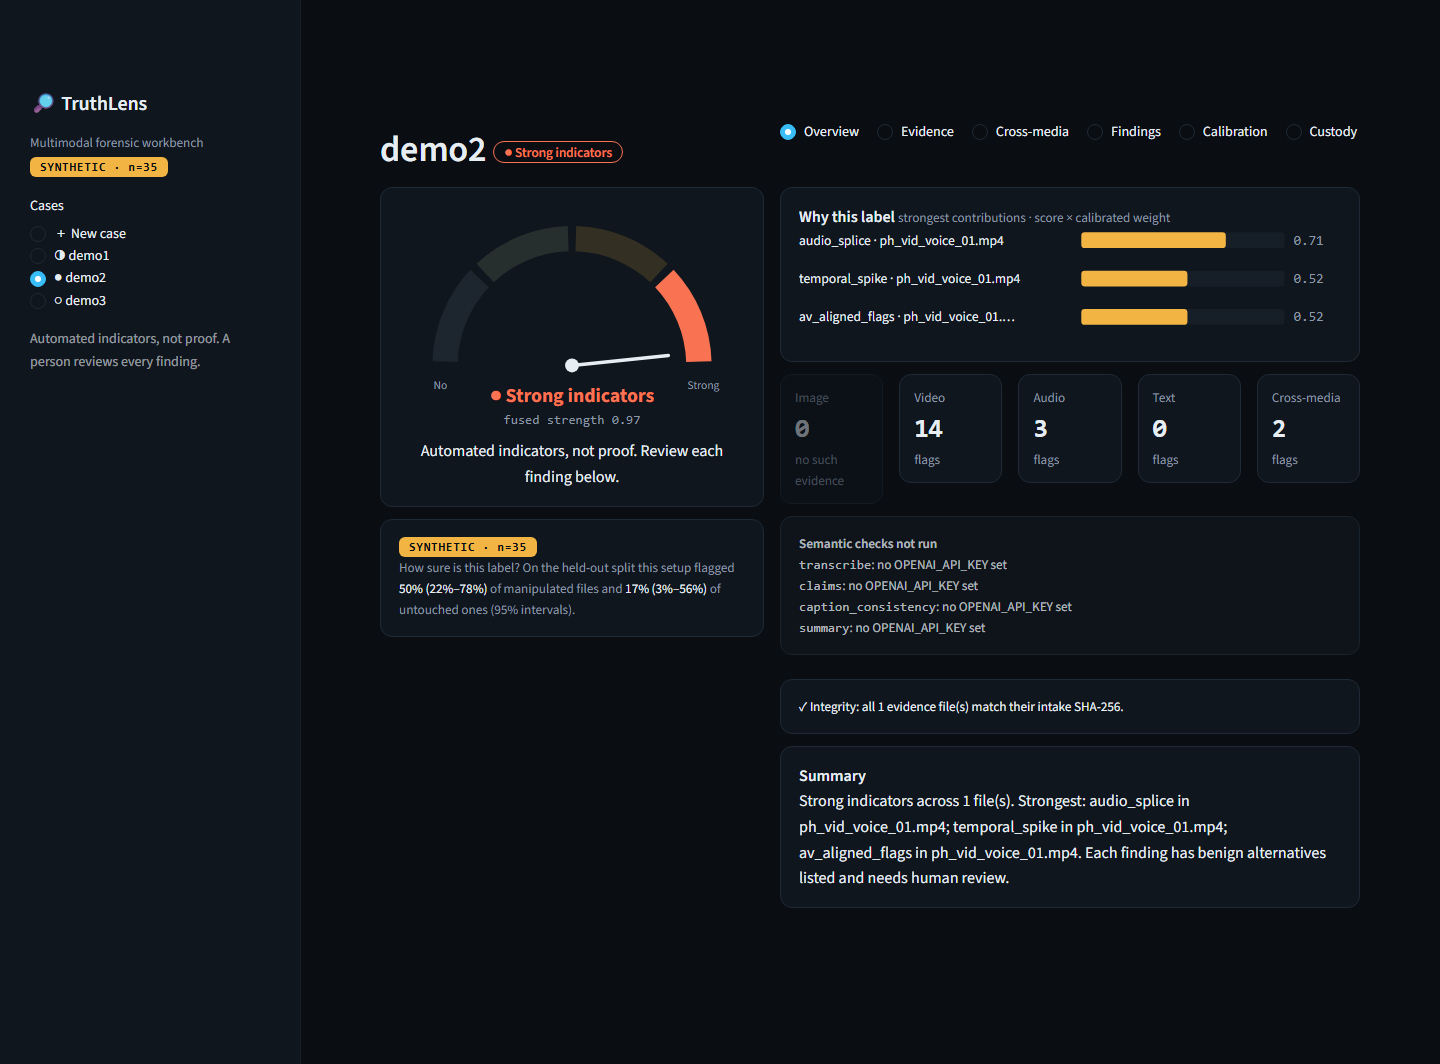 TruthLens
Multimodal forensic workbench
SYNTHETIC · n=35
Cases
+ New case
demo1
demo2
demo3
Automated indicators, not proof. A
person reviews every finding.
demo2
Strong indicators
Overview
Evidence
Cross-media
Findings
Calibration
Custody
No
Strong
Strong indicators
fused strength 0.97
Automated indicators, not proof. Review each
finding below.
SYNTHETIC · n=35
How sure is this label? On the held-out split this setup flagged
50% (22%–78%) of manipulated files and 17% (3%–56%) of
untouched ones (95% intervals).
Why this label strongest contributions · score × calibrated weight
audio_splice · ph_vid_voice_01.mp4 0.71
temporal_spike · ph_vid_voice_01.mp4 0.52
av_aligned_flags · ph_vid_voice_01.… 0.52
Image
0
no such
evidence
Video
14
flags
Audio
3
flags
Text
0
flags
Cross-media
2
flags
Semantic checks not run
transcribe: no OPENAI_API_KEY set
claims: no OPENAI_API_KEY set
caption_consistency: no OPENAI_API_KEY set
summary: no OPENAI_API_KEY set
✓ Integrity: all 1 evidence file(s) match their intake SHA-256.
Summary
Strong indicators across 1 file(s). Strongest: audio_splice in
ph_vid_voice_01.mp4; temporal_spike in ph_vid_voice_01.mp4;
av_aligned_flags in ph_vid_voice_01.mp4. Each finding has benign alternatives
listed and needs human review.